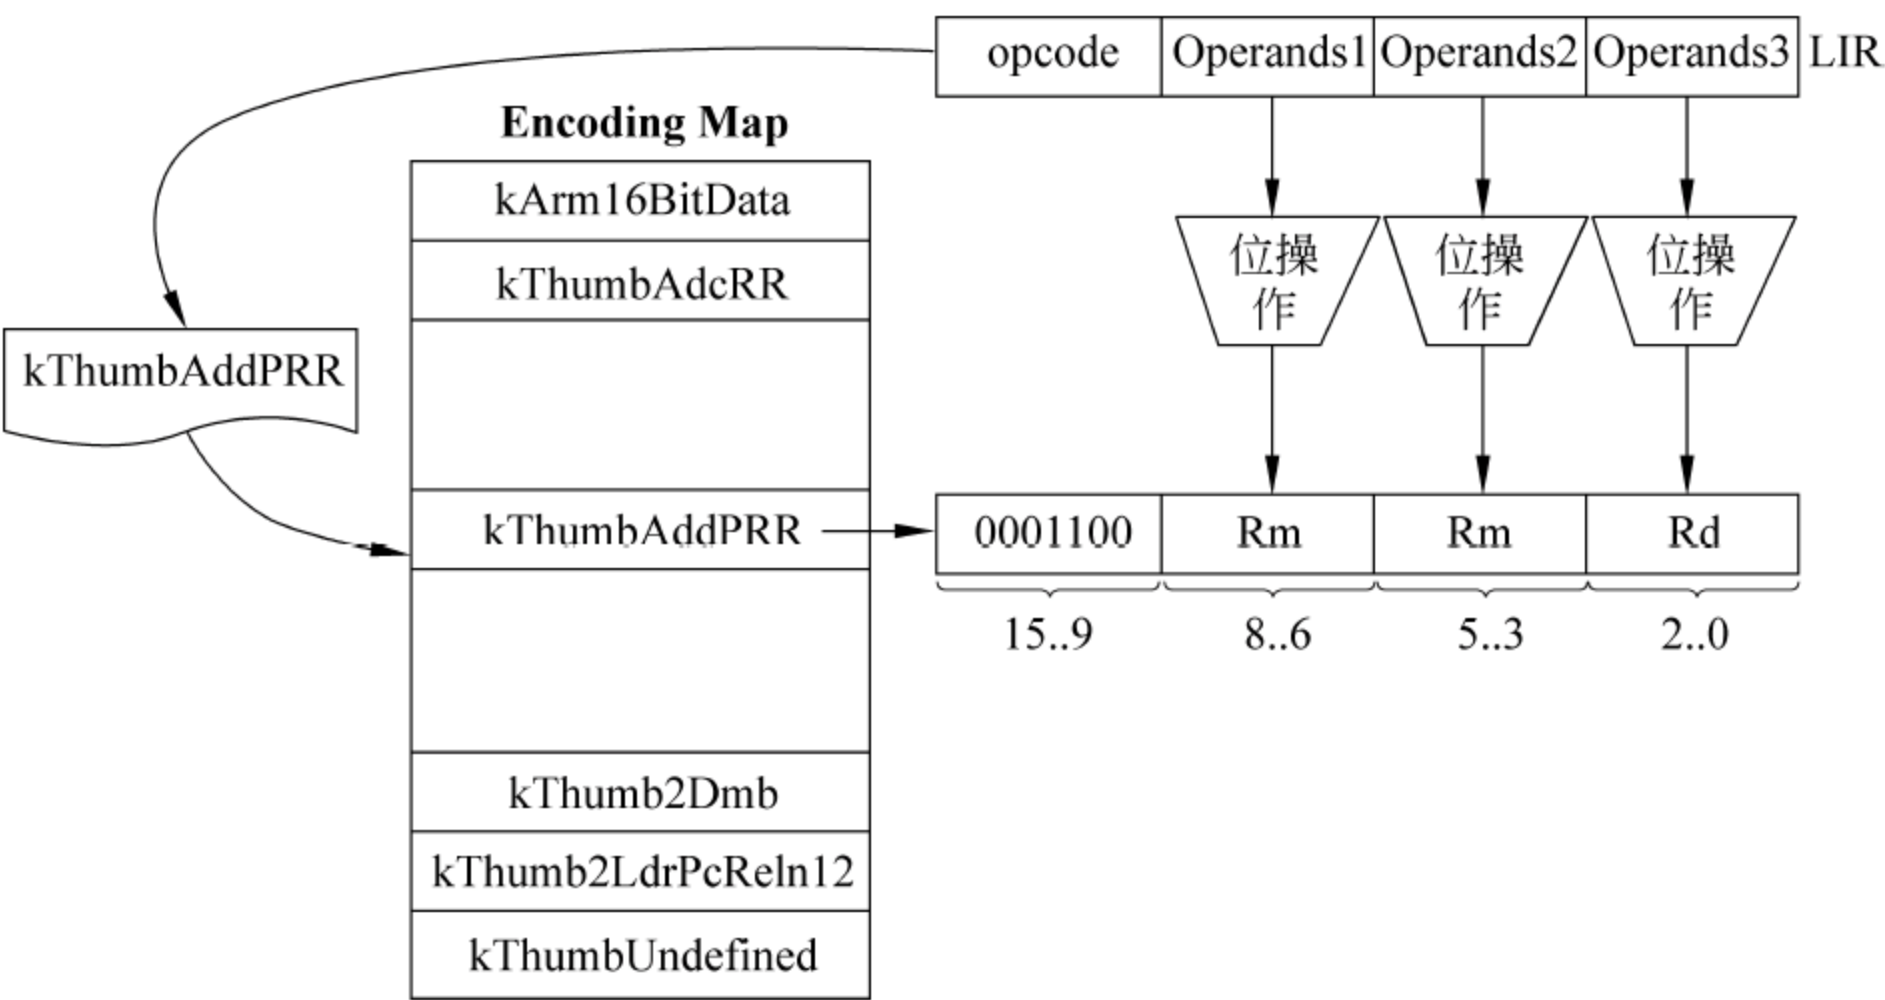 opcode Operands1 Operands2 Operands3 LIR
Encoding Map
kArm16BitData
kThumbAdcRR
位操
作
位操
作
位操
作
kThumbAddPRR
kThumbAddPRR
0001100 Rm Rm Rd
15..9 8..6 5..3 2..0
kThumb2Dmb
kThumb2LdrPcReln12
kThumbUndefined